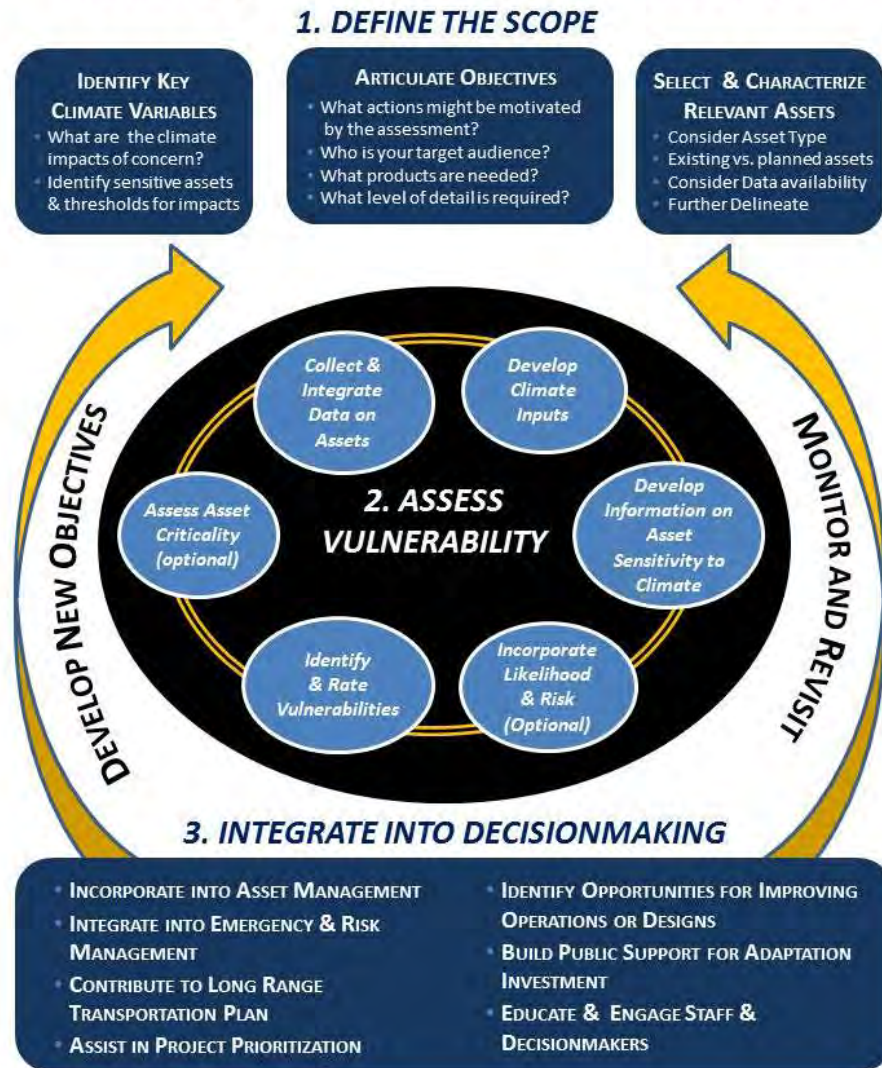 1. DEFINE THE SCOPE
IDENTIFY KEY
CLIMATE VARIABLES
• What are the climate
impacts of concern?
• Identify sensitive assets
& thresholds for impacts
ARTICULATE OBJECTIVES
• What actions might be motivated
by the assessment?
• Who is your target audience?
• What products are needed?
• What level of detail is required?
SELECT & CHARACTERIZE
RELEVANT ASSETS
• Consider Asset Type
• Existing vs. planned assets
• Consider Data availability
• Further Delineate
DEVELOP NEW OBJECTIVES
MONITOR AND REVISIT
2. ASSESS
VULNERABILITY
Collect &
Integrate
Data on
Assets
Develop
Climate
Inputs
Develop
Information on
Asset
Sensitivity to
Climate
Incorporate
Likelihood
& Risk
(Optional)
Identify
& Rate
Vulnerabilities
Assess Asset
Criticality
(optional)
3. INTEGRATE INTO DECISIONMAKING
• INCORPORATE INTO ASSET MANAGEMENT
• INTEGRATE INTO EMERGENCY & RISK
MANAGEMENT
• CONTRIBUTE TO LONG RANGE
TRANSPORTATION PLAN
• ASSIST IN PROJECT PRIORITIZATION
• IDENTIFY OPPORTUNITIES FOR IMPROVING
OPERATIONS OR DESIGNS
• BUILD PUBLIC SUPPORT FOR ADAPTATION
INVESTMENT
• EDUCATE & ENGAGE STAFF &
DECISIONMAKERS